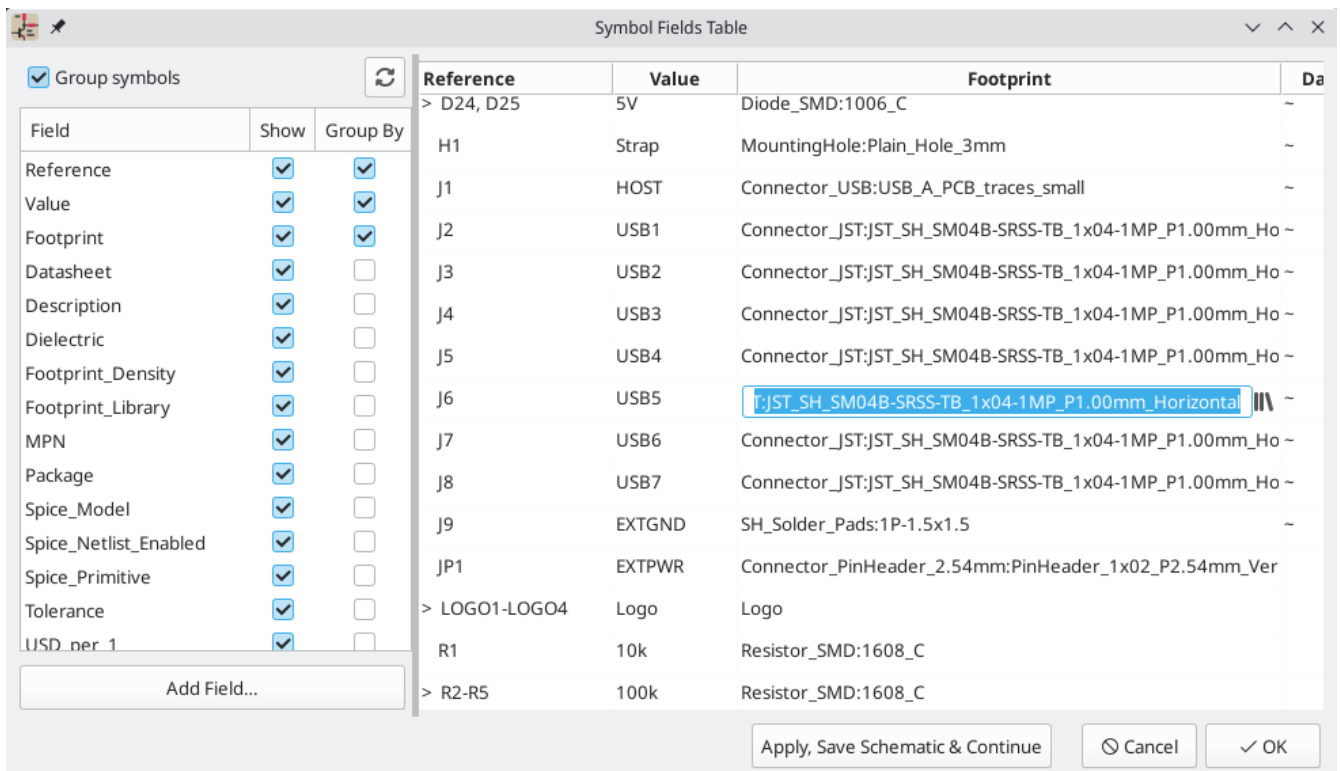 Symbol Fields Table
Group symbols
Field Show Group By
Reference
Value
Footprint
Datasheet
Description
Dielectric
Footprint_Density
Footprint_Library
MPN
Package
Spice_Model
Spice_Netlist_Enabled
Spice_Primitive
Tolerance
USD_per_1
Add Field...
Reference Value Footprint Da
> D24, D25 5V Diode_SMD:1006_C ~
H1 Strap MountingHole:Plain_Hole_3mm ~
J1 HOST Connector_USB:USB_A_PCB_traces_small ~
J2 USB1 Connector_JST:JST_SH_SM04B-SRSS-TB_1x04-1MP_P1.00mm_Ho ~
J3 USB2 Connector_JST:JST_SH_SM04B-SRSS-TB_1x04-1MP_P1.00mm_Ho ~
J4 USB3 Connector_JST:JST_SH_SM04B-SRSS-TB_1x04-1MP_P1.00mm_Ho ~
J5 USB4 Connector_JST:JST_SH_SM04B-SRSS-TB_1x04-1MP_P1.00mm_Ho ~
J6 USB5 T:JST_SH_SM04B-SRSS-TB_1x04-1MP_P1.00mm_Horizontal ~
J7 USB6 Connector_JST:JST_SH_SM04B-SRSS-TB_1x04-1MP_P1.00mm_Ho ~
J8 USB7 Connector_JST:JST_SH_SM04B-SRSS-TB_1x04-1MP_P1.00mm_Ho ~
J9 EXTGND SH_Solder_Pads:1P-1.5x1.5 ~
JP1 EXTPWR Connector_PinHeader_2.54mm:PinHeader_1x02_P2.54mm_Ver
> LOGO1-LOGO4 Logo Logo
R1 10k Resistor_SMD:1608_C
> R2-R5 100k Resistor_SMD:1608_C
Apply, Save Schematic & Continue Cancel OK